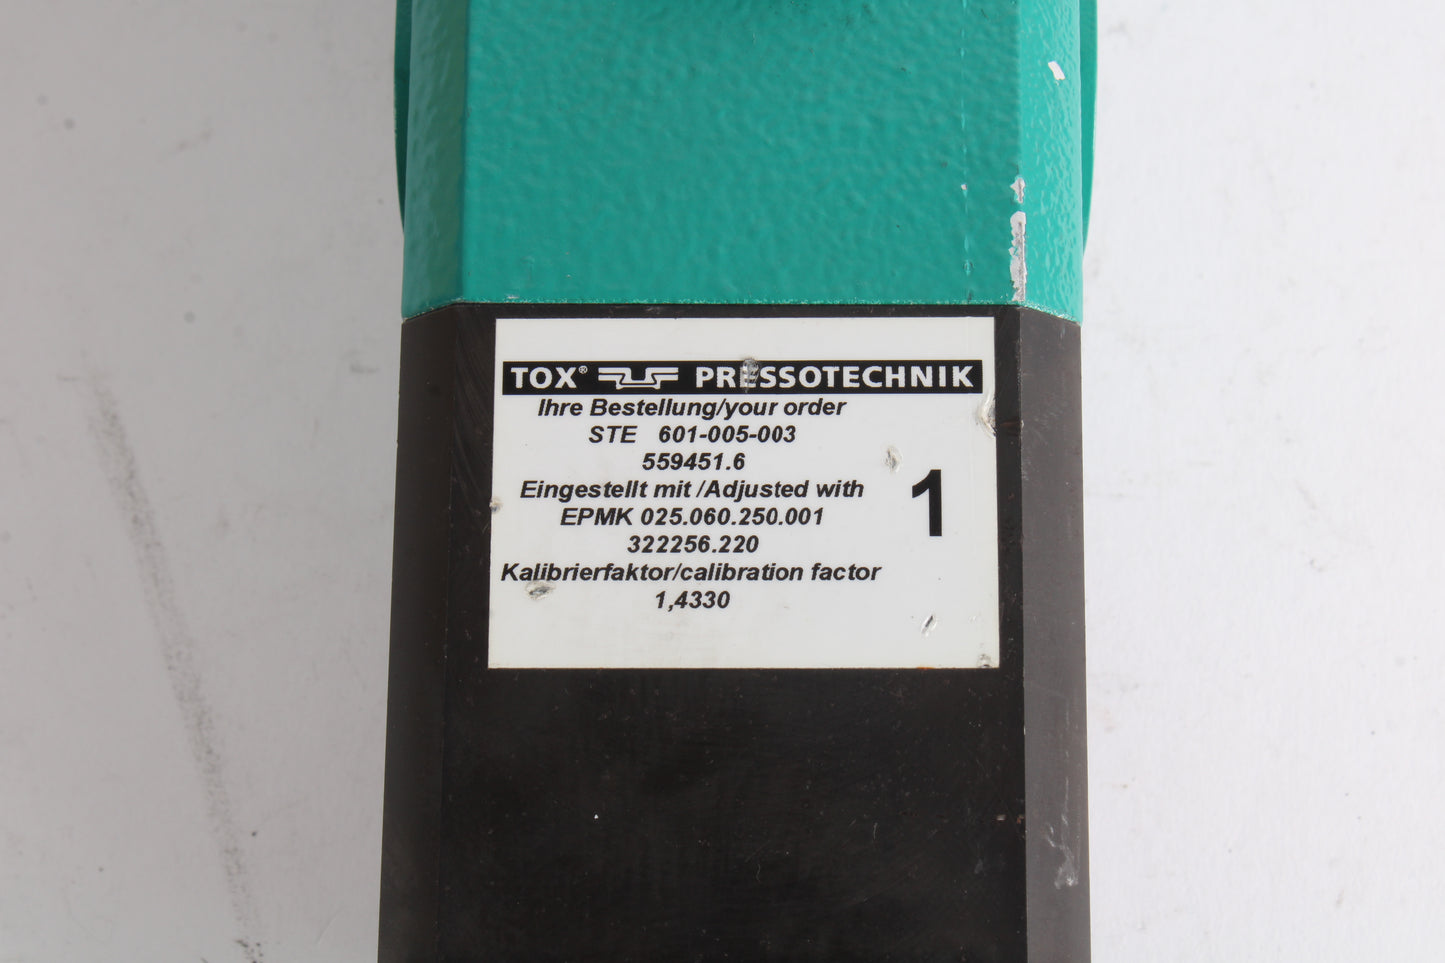 TOX® PRESSOTECHNIK
Ihre Bestellung/your order
STE 601-005-003
559451.6
Eingestellt mit /Adjusted with
EPMK 025.060.250.001
322256.220
Kalibrierfaktor/calibration factor
1,4330
1